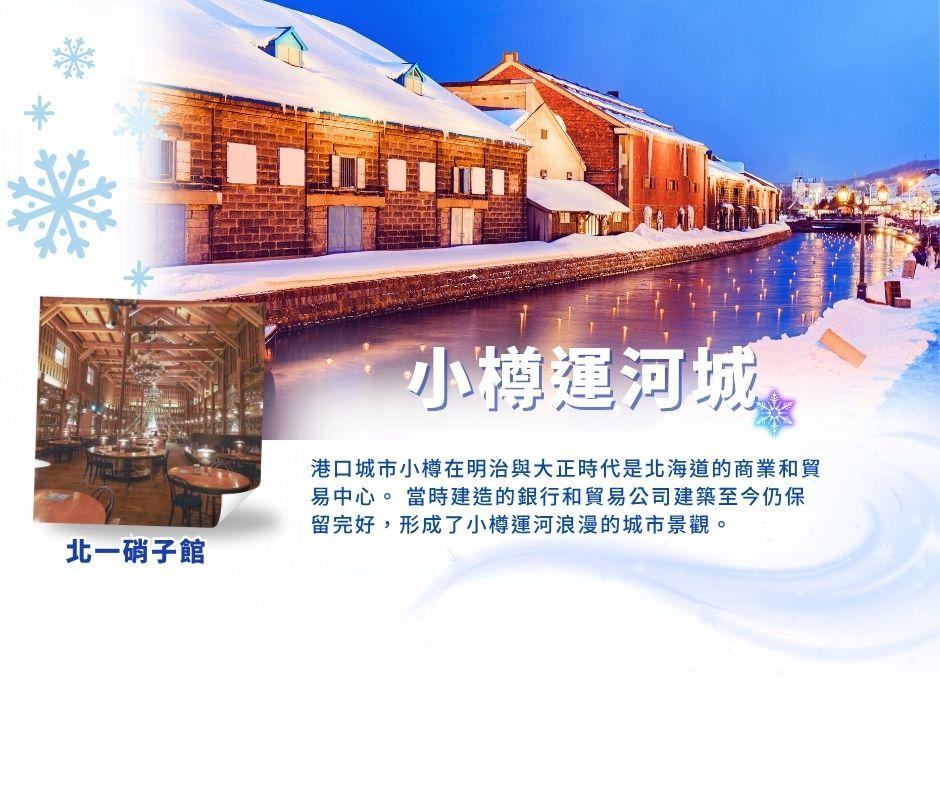 小樽運河城
港口城市小樽在明治與大正時代是北海道的商業和貿
易中心。 當時建造的銀行和貿易公司建築至今仍保
留完好，形成了小樽運河浪漫的城市景觀。
北一硝子館